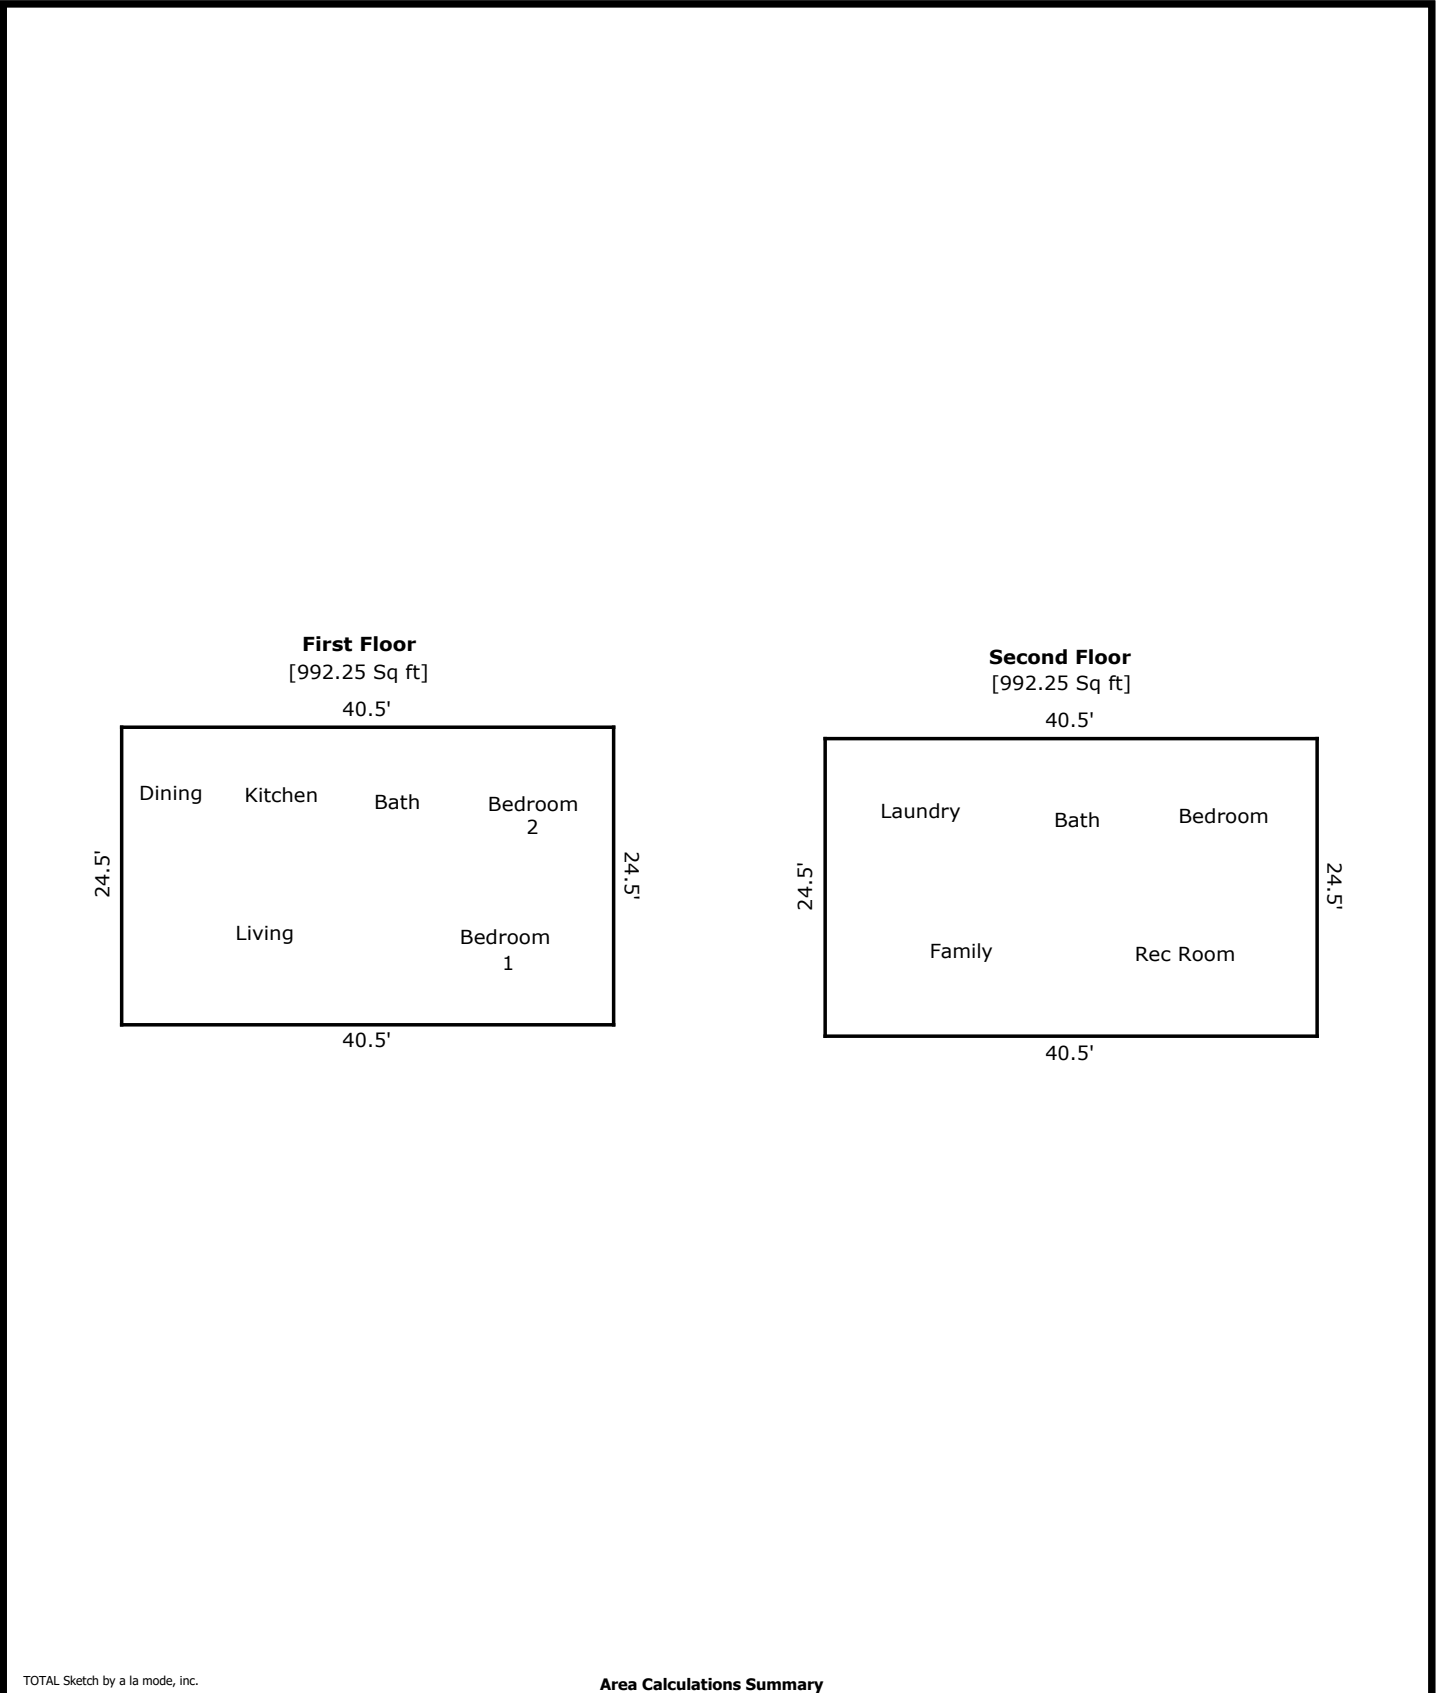 First Floor
[992.25 Sq ft]
40.5'
Dining
Kitchen
Bath
Bedroom
2
24.5'
24.5'
Living
Bedroom
1
40.5'
Second Floor
[992.25 Sq ft]
40.5'
Laundry
Bath
Bedroom
24.5'
24.5'
Family
Rec Room
40.5'
TOTAL Sketch by a la mode, inc.
Area Calculations Summary